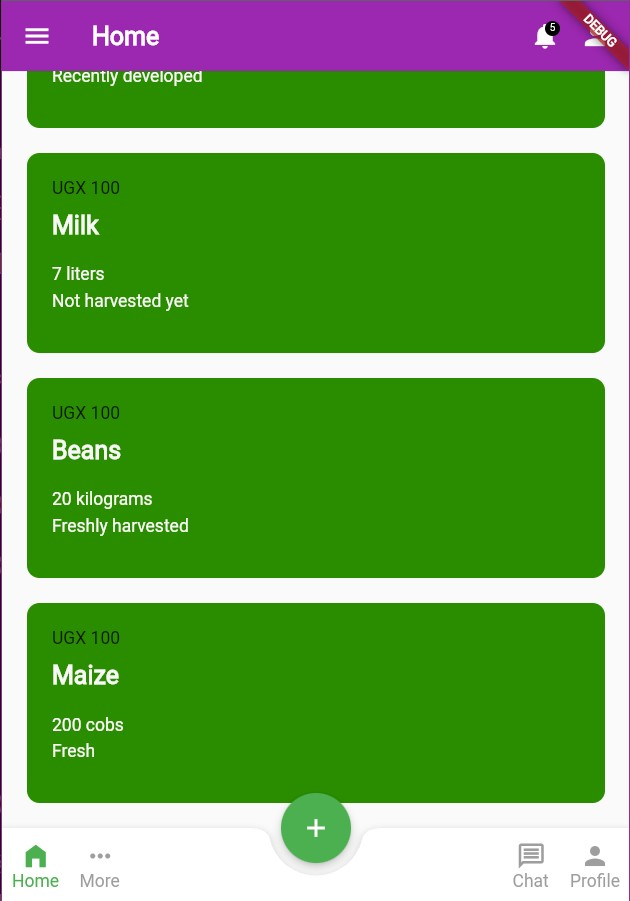 Home
5
DEBUG
Recently developed
UGX 100
Milk
7 liters
Not harvested yet
UGX 100
Beans
20 kilograms
Freshly harvested
UGX 100
Maize
200 cobs
Fresh
+
Home
More
Chat
Profile